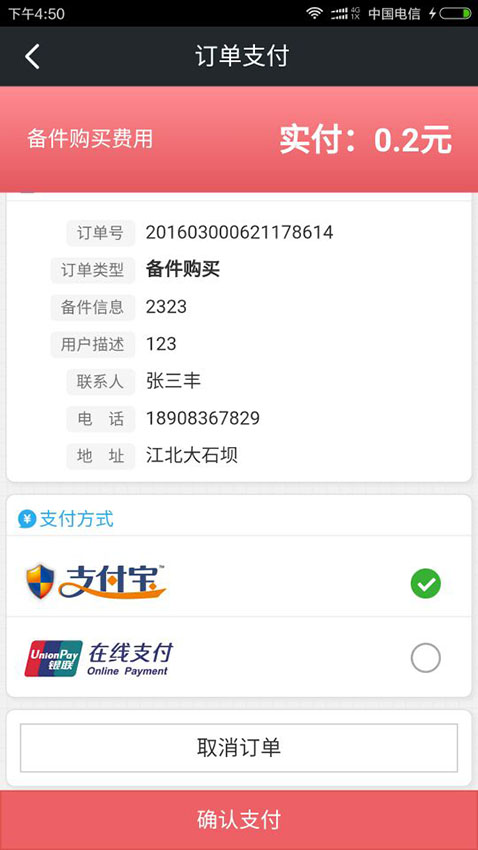 下午4:50 4G 1X 中国电信
订单支付
备件购买费用 实付：0.2元
订单号 201603000621178614
订单类型 备件购买
备件信息 2323
用户描述 123
联系人 张三丰
电 话 18908367829
地 址 江北大石坝
¥ 支付方式
支付宝™
UnionPay 银联 在线支付
Online Payment
取消订单
确认支付